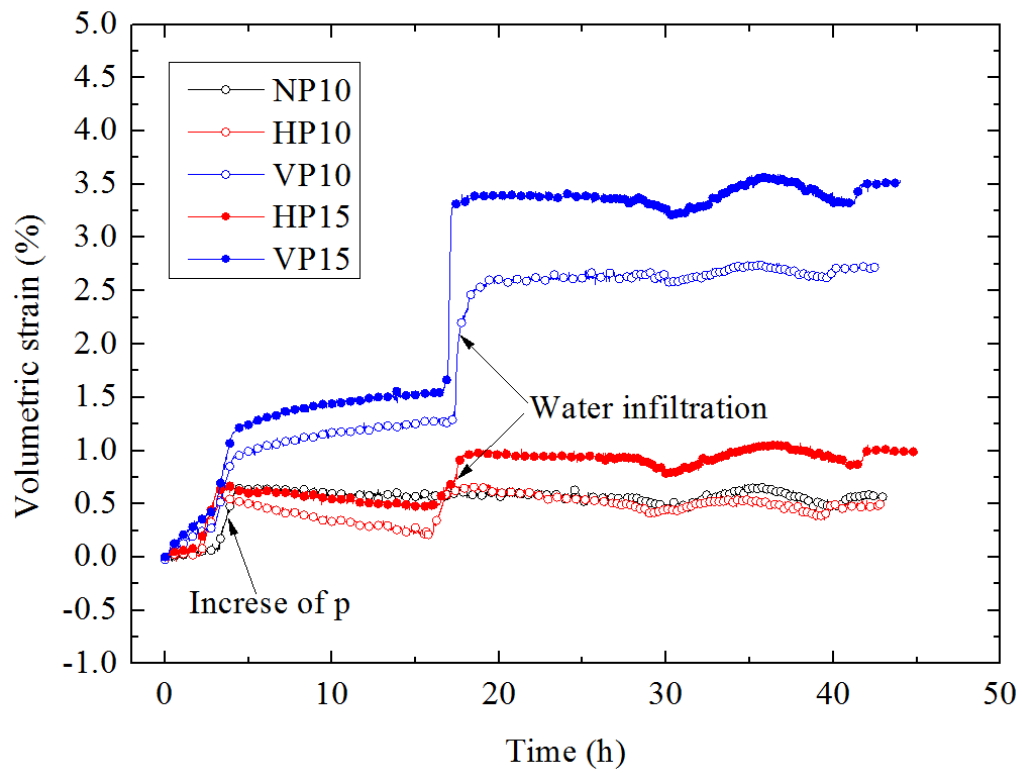 5.0
4.5
4.0
3.5
3.0
2.5
2.0
1.5
1.0
0.5
0.0
-0.5
-1.0
Volumetric strain (%)
NP10
HP10
VP10
HP15
VP15
Water infiltration
Increse of p
0 10 20 30 40 50
Time (h)